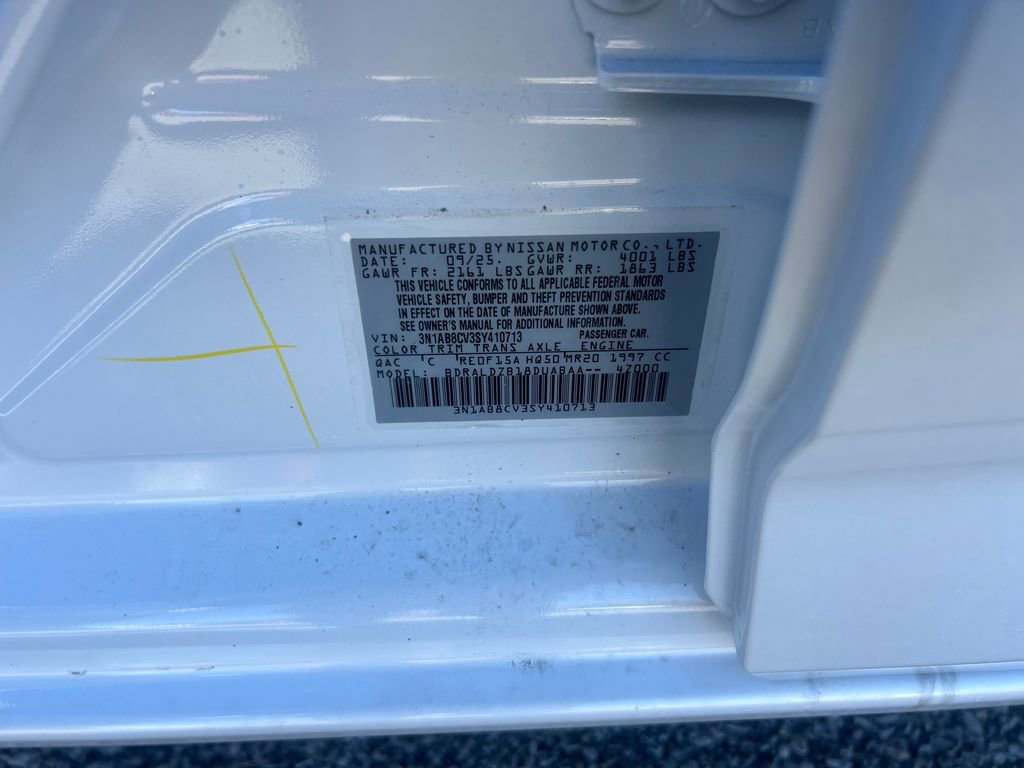 MANUFACTURED BY NISSAN MOTOR CO., LTD.
DATE: 09/25. GVWR: 4001 LBS
GAWR FR: 2161 LBS GAWR RR: 1863 LBS
THIS VEHICLE CONFORMS TO ALL APPLICABLE FEDERAL MOTOR
VEHICLE SAFETY, BUMPER AND THEFT PREVENTION STANDARDS
IN EFFECT ON THE DATE OF MANUFACTURE SHOWN ABOVE.
SEE OWNER'S MANUAL FOR ADDITIONAL INFORMATION.
VIN: 3N1AB8CV3SY410713 PASSENGER CAR.
COLOR TRIM TRANS AXLE ENGINE
QAC C RE0F15A HQ50 MR20 1997 CC
MODEL: BDRALDZB18DUABAA-- 4Z000
3N1AB8CV3SY410713